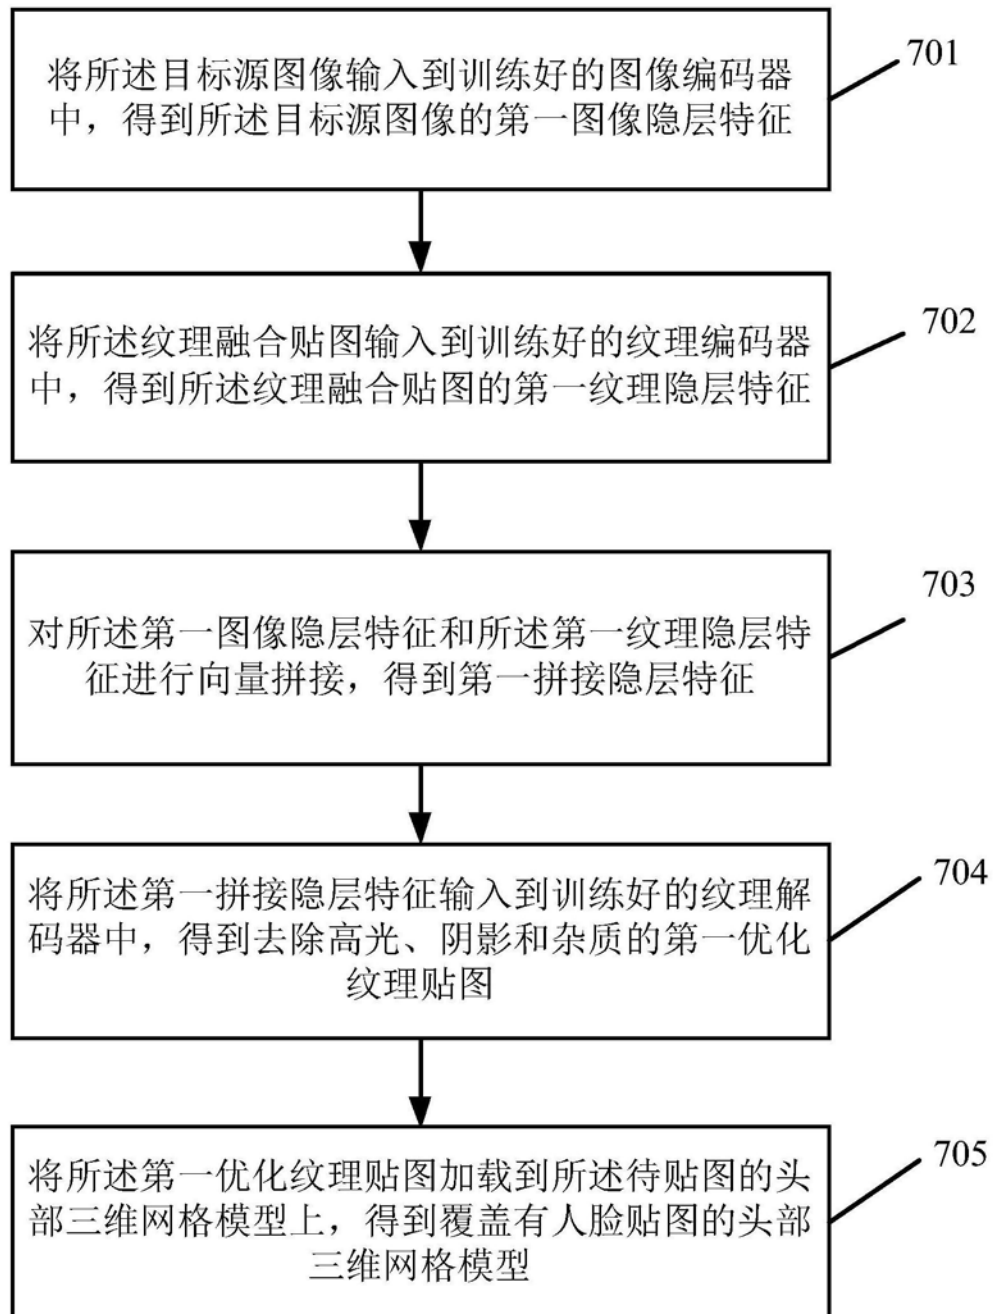 将所述目标源图像输入到训练好的图像编码器
中，得到所述目标源图像的第一图像隐层特征
701
将所述纹理融合贴图输入到训练好的纹理编码器
中，得到所述纹理融合贴图的第一纹理隐层特征
702
对所述第一图像隐层特征和所述第一纹理隐层特
征进行向量拼接，得到第一拼接隐层特征
703
将所述第一拼接隐层特征输入到训练好的纹理解
码器中，得到去除高光、阴影和杂质的第一优化
纹理贴图
704
将所述第一优化纹理贴图加载到所述待贴图的头
部三维网格模型上，得到覆盖有人脸贴图的头部
三维网格模型
705